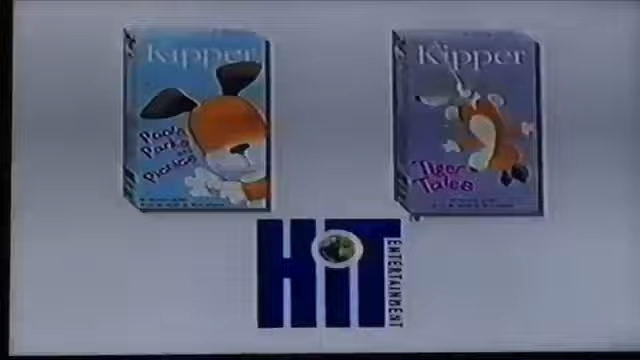 Kipper
Pools
Parks
and
Picnics
Kipper
Tiger
Tales
HiT
ENTERTAINMENT